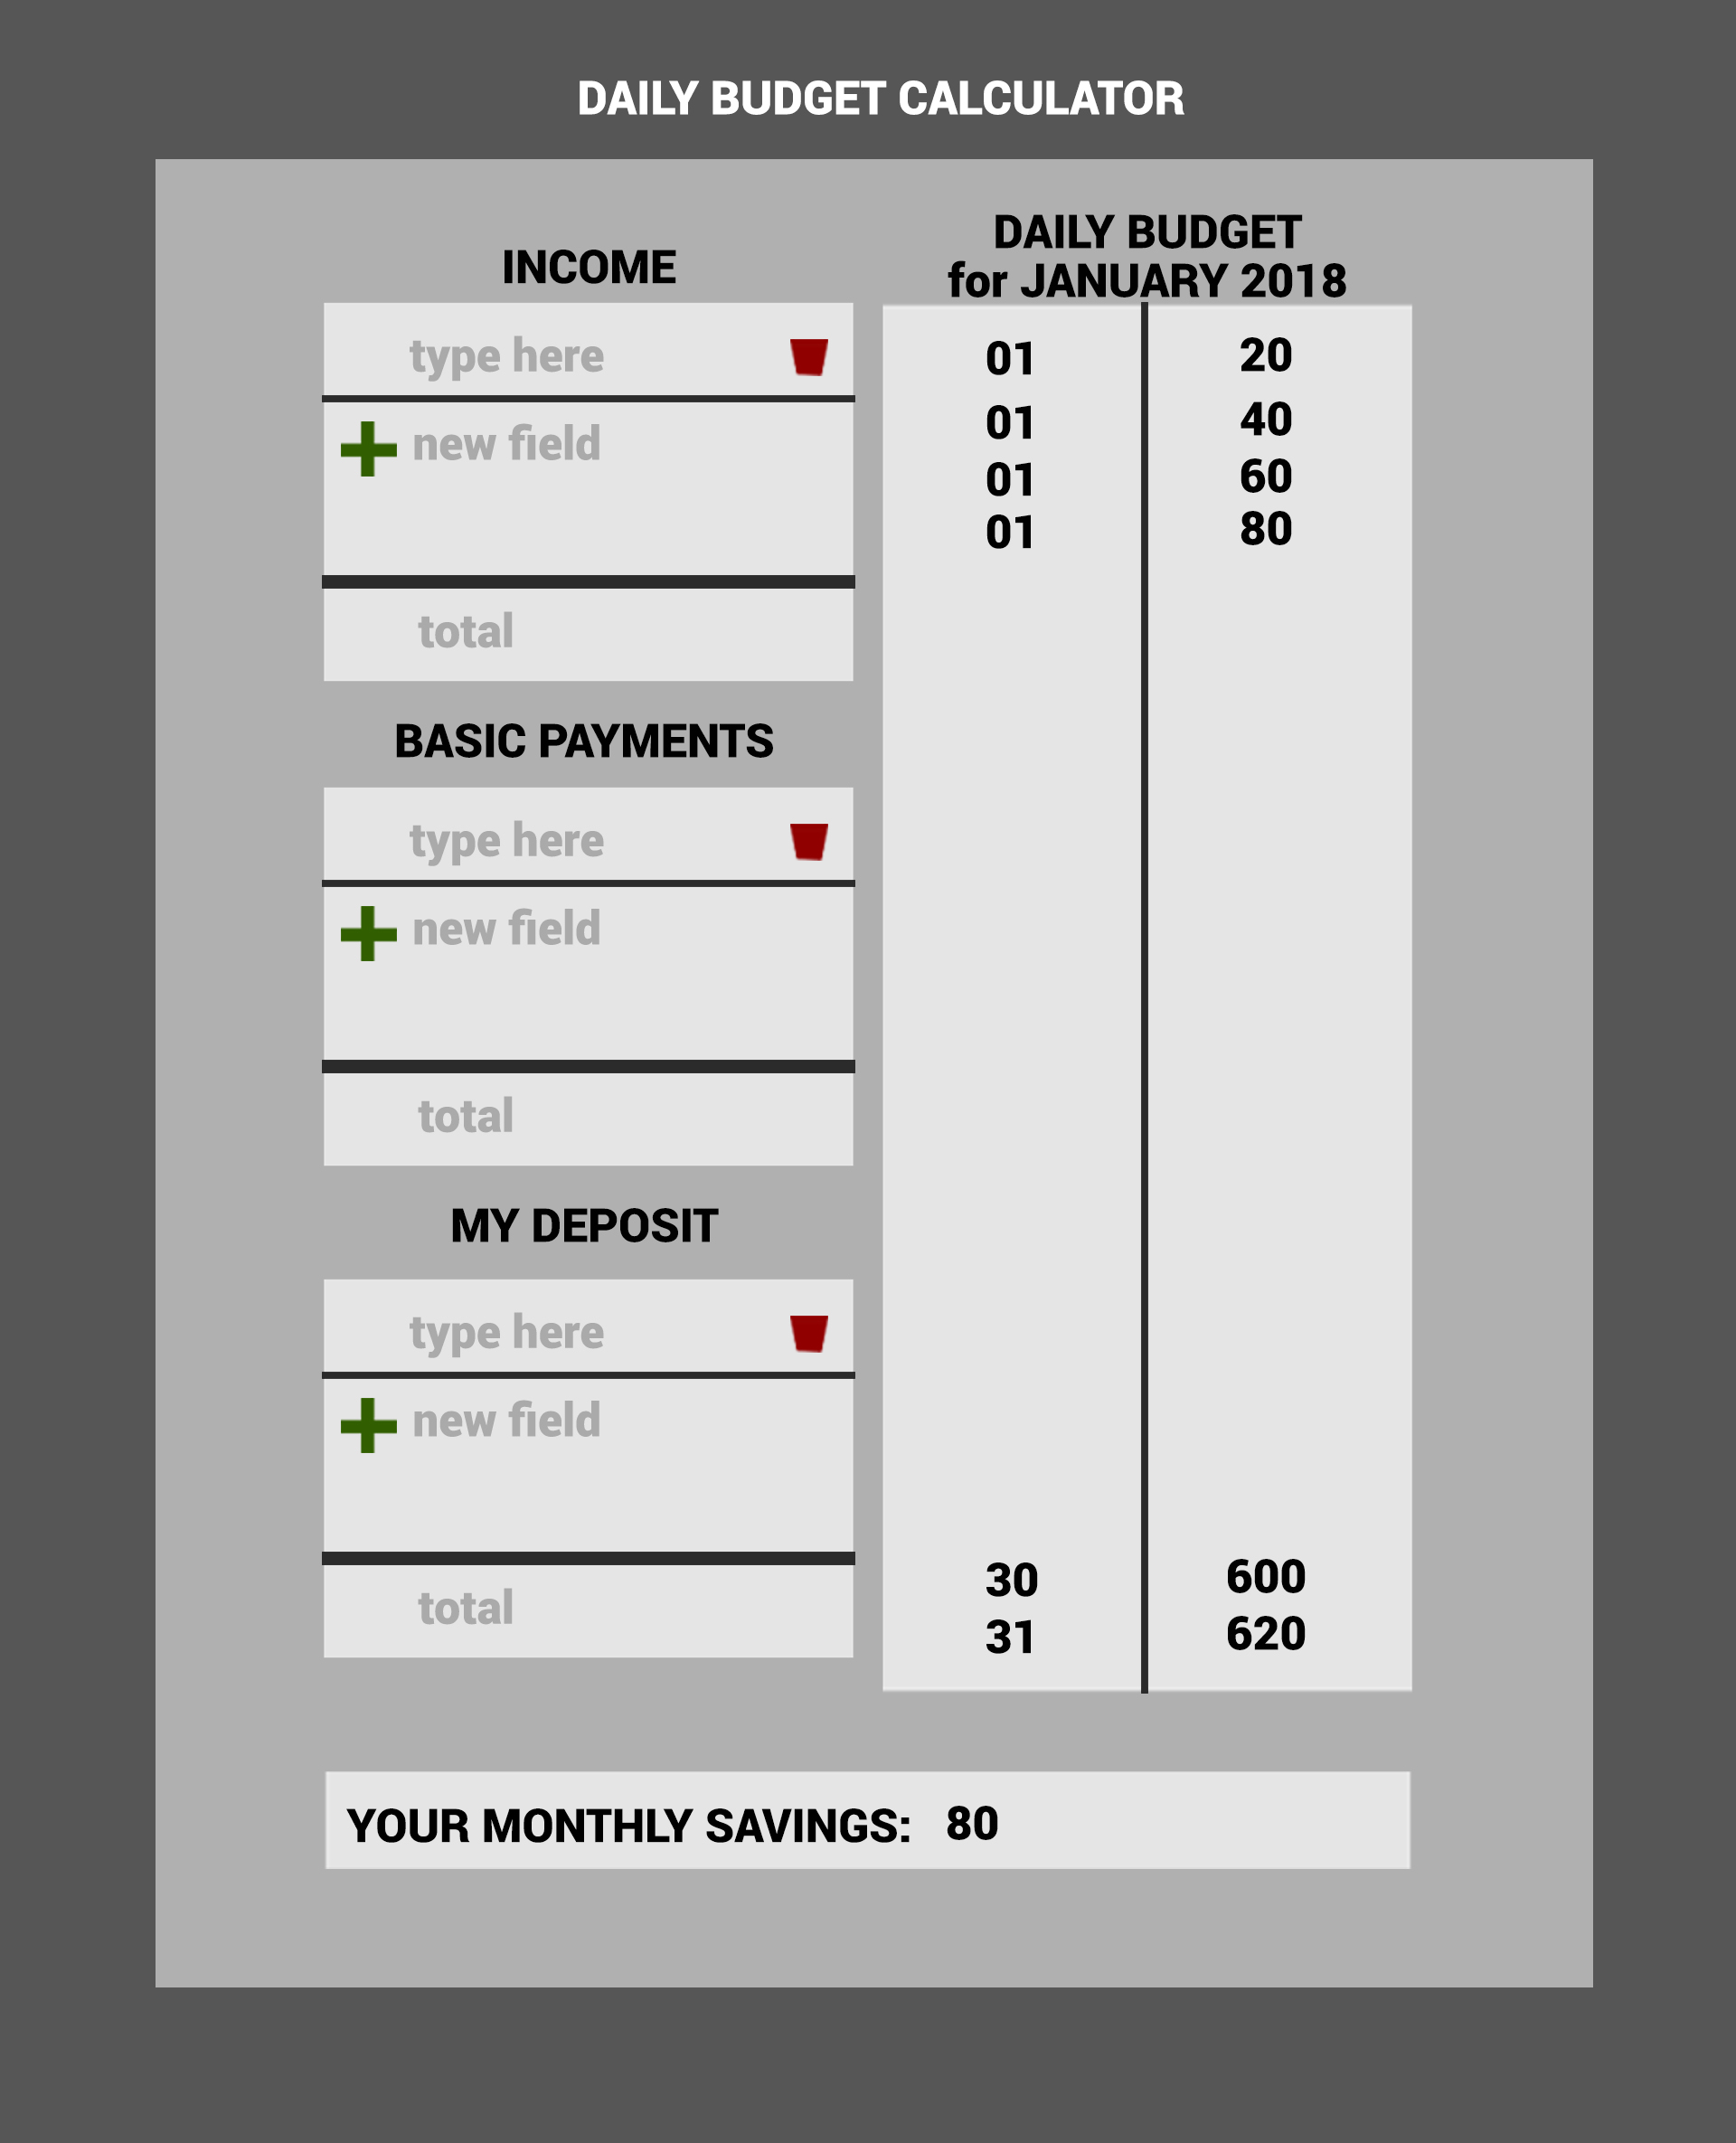 DAILY BUDGET CALCULATOR
INCOME
type here
new field
total
BASIC PAYMENTS
type here
new field
total
MY DEPOSIT
type here
new field
total
DAILY BUDGET
for JANUARY 2018
01 20
01 40
01 60
01 80
30 600
31 620
YOUR MONTHLY SAVINGS: 80